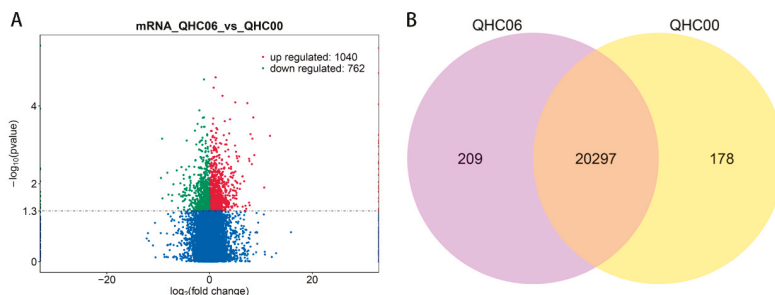 A
mRNA_QHC06_vs_QHC00
up regulated: 1040
down regulated: 762
−log₁₀(pvalue)
4
2
1.3
0
−20
0
20
log₂(fold change)
B
QHC06
QHC00
209
20297
178